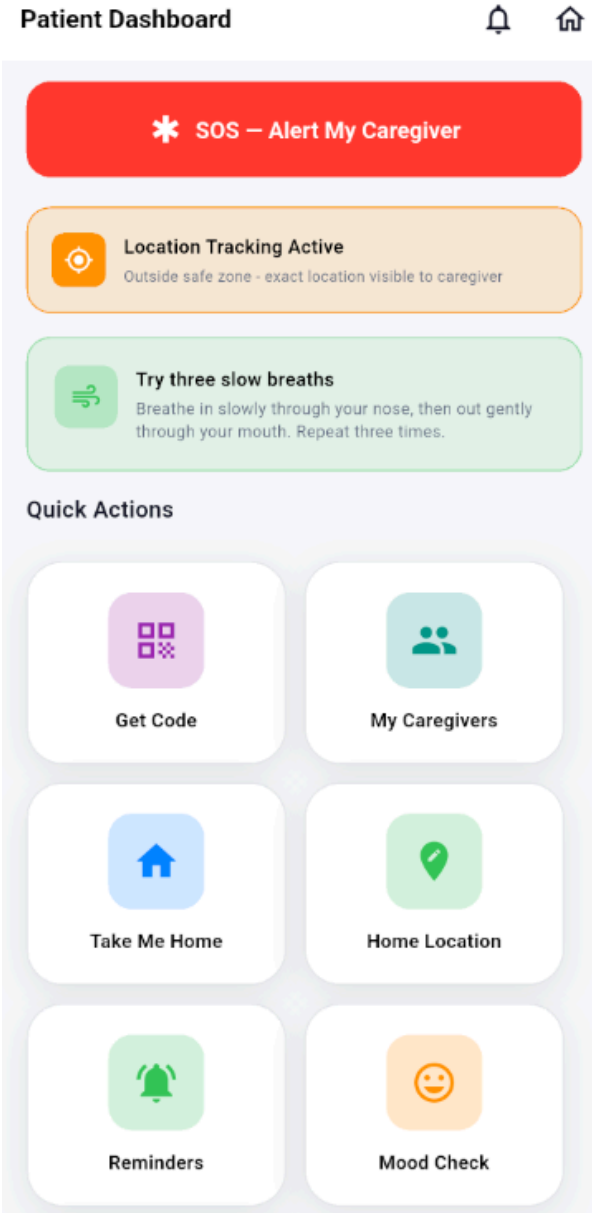 Patient Dashboard
SOS — Alert My Caregiver
Location Tracking Active
Outside safe zone - exact location visible to caregiver
Try three slow breaths
Breathe in slowly through your nose, then out gently
through your mouth. Repeat three times.
Quick Actions
Get Code
My Caregivers
Take Me Home
Home Location
Reminders
Mood Check